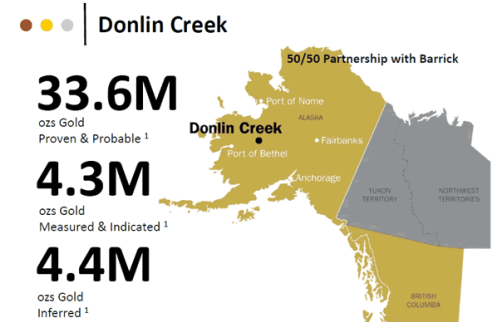 Donlin Creek
50/50 Partnership with Barrick
33.6M
ozs Gold
Proven & Probable ¹
4.3M
ozs Gold
Measured & Indicated ¹
4.4M
ozs Gold
Inferred ¹
Port of Nome
ALASKA
Donlin Creek
Fairbanks
Port of Bethel
Anchorage
YUKON
TERRITORY
NORTHWEST
TERRITORIES
BRITISH
COLUMBIA